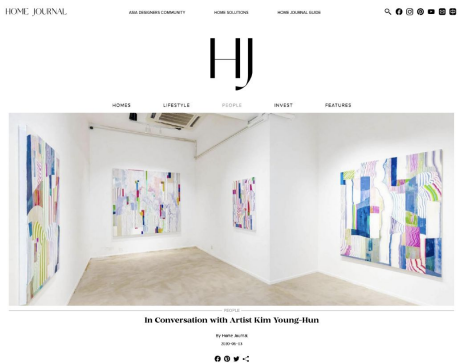 HOME JOURNAL
ASIA DESIGNERS COMMUNITY
HOME SOLUTIONS
HOME JOURNAL GUIDE
HJ
HOMES
LIFESTYLE
PEOPLE
INVEST
FEATURES
PEOPLE
In Conversation with Artist Kim Young-Hun
By Home Journal